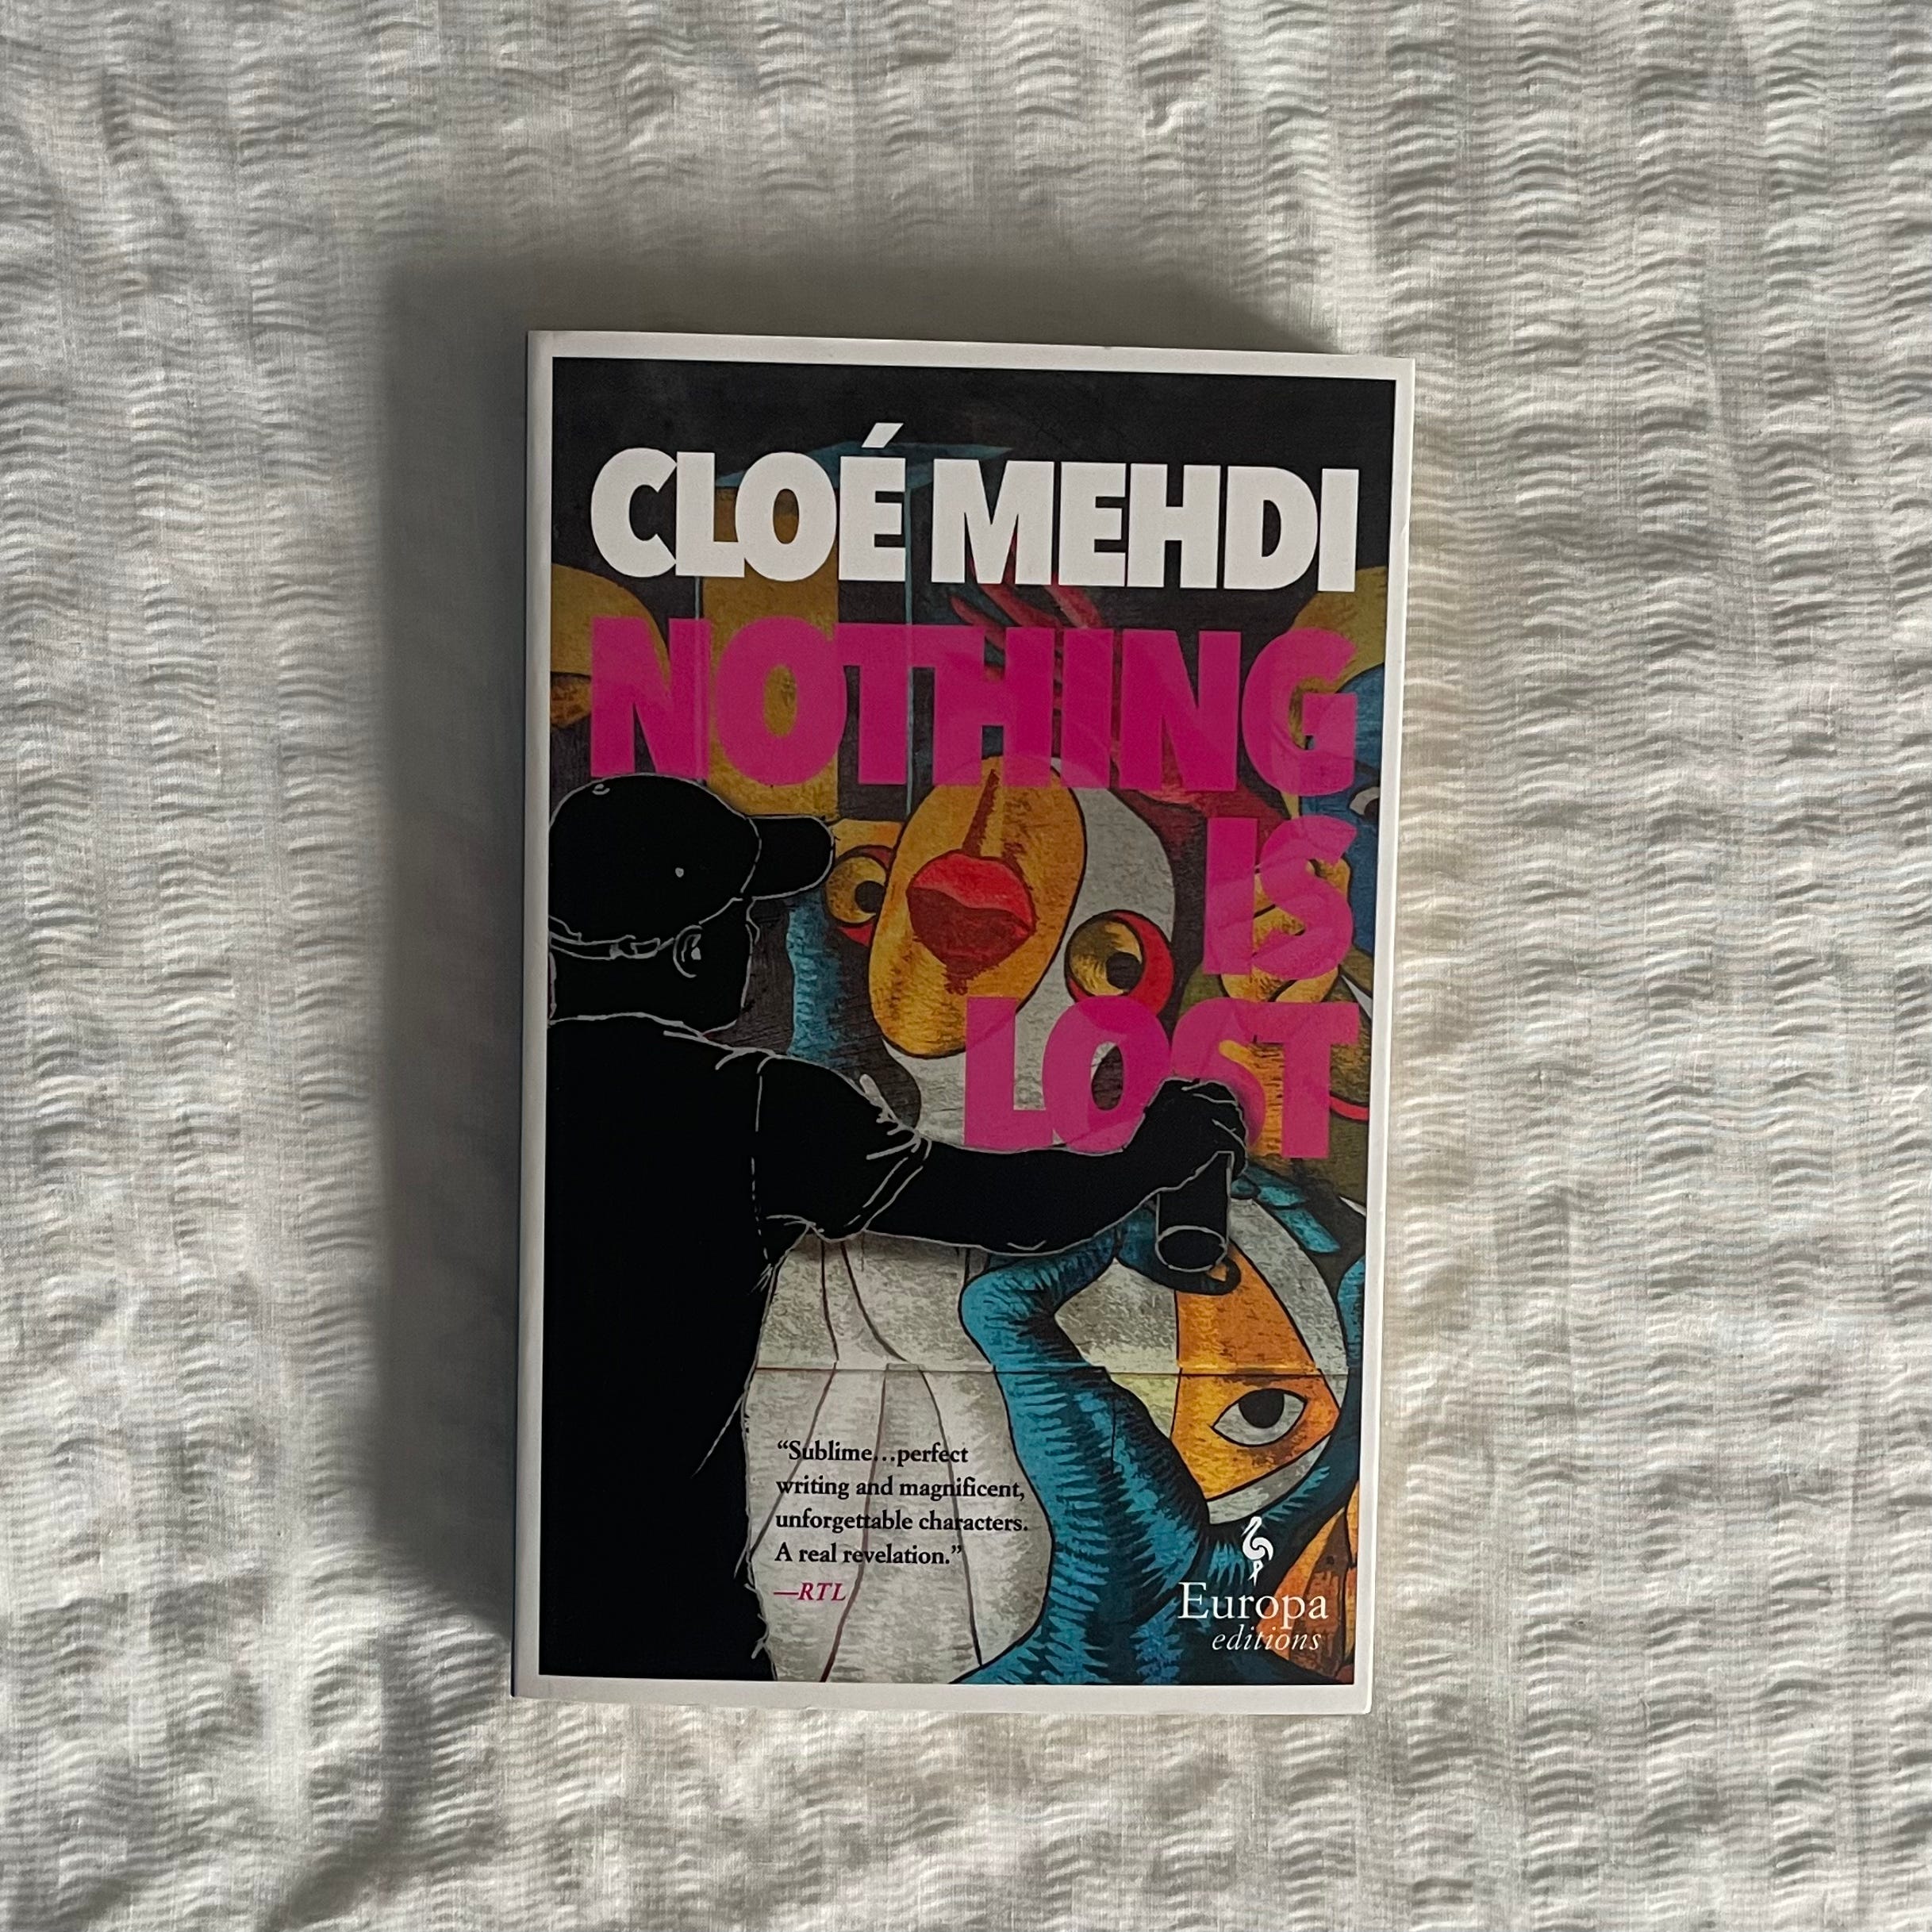 CLOÉ MEHDI
NOTHING
IS
LOST
“Sublime…perfect
writing and magnificent,
unforgettable characters.
A real revelation.”
—RTL
Europa
editions